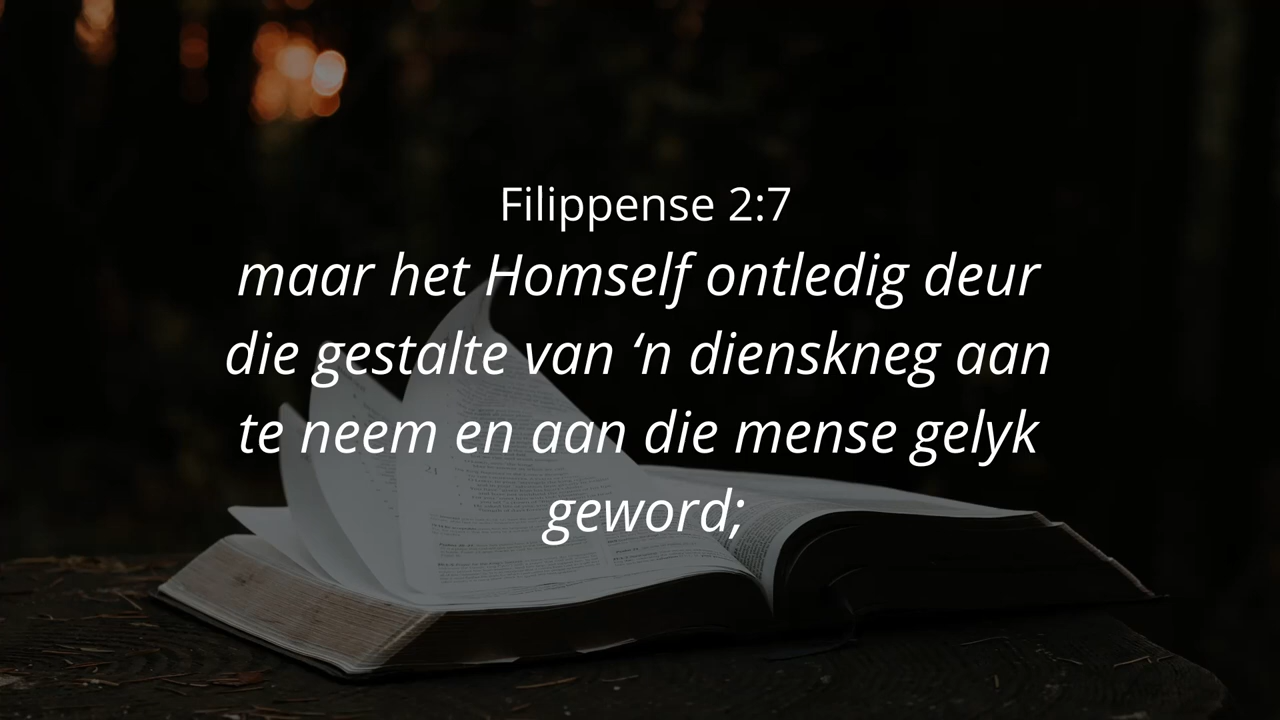 Filippense 2:7
maar het Homself ontledig deur
die gestalte van ‘n dienskneg aan
te neem en aan die mense gelyk
geword;